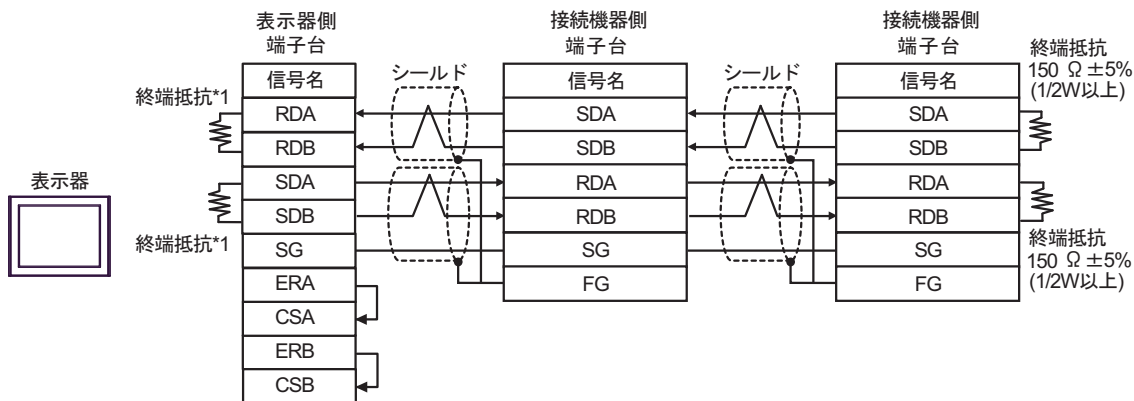 表示器
表示器側
端子台
信号名
RDA
RDB
SDA
SDB
SG
ERA
CSA
ERB
CSB
終端抵抗*1
終端抵抗*1
シールド
接続機器側
端子台
信号名
SDA
SDB
RDA
RDB
SG
FG
シールド
接続機器側
端子台
信号名
SDA
SDB
RDA
RDB
SG
FG
終端抵抗
150 Ω ±5%
(1/2W以上)
終端抵抗
150 Ω ±5%
(1/2W以上)